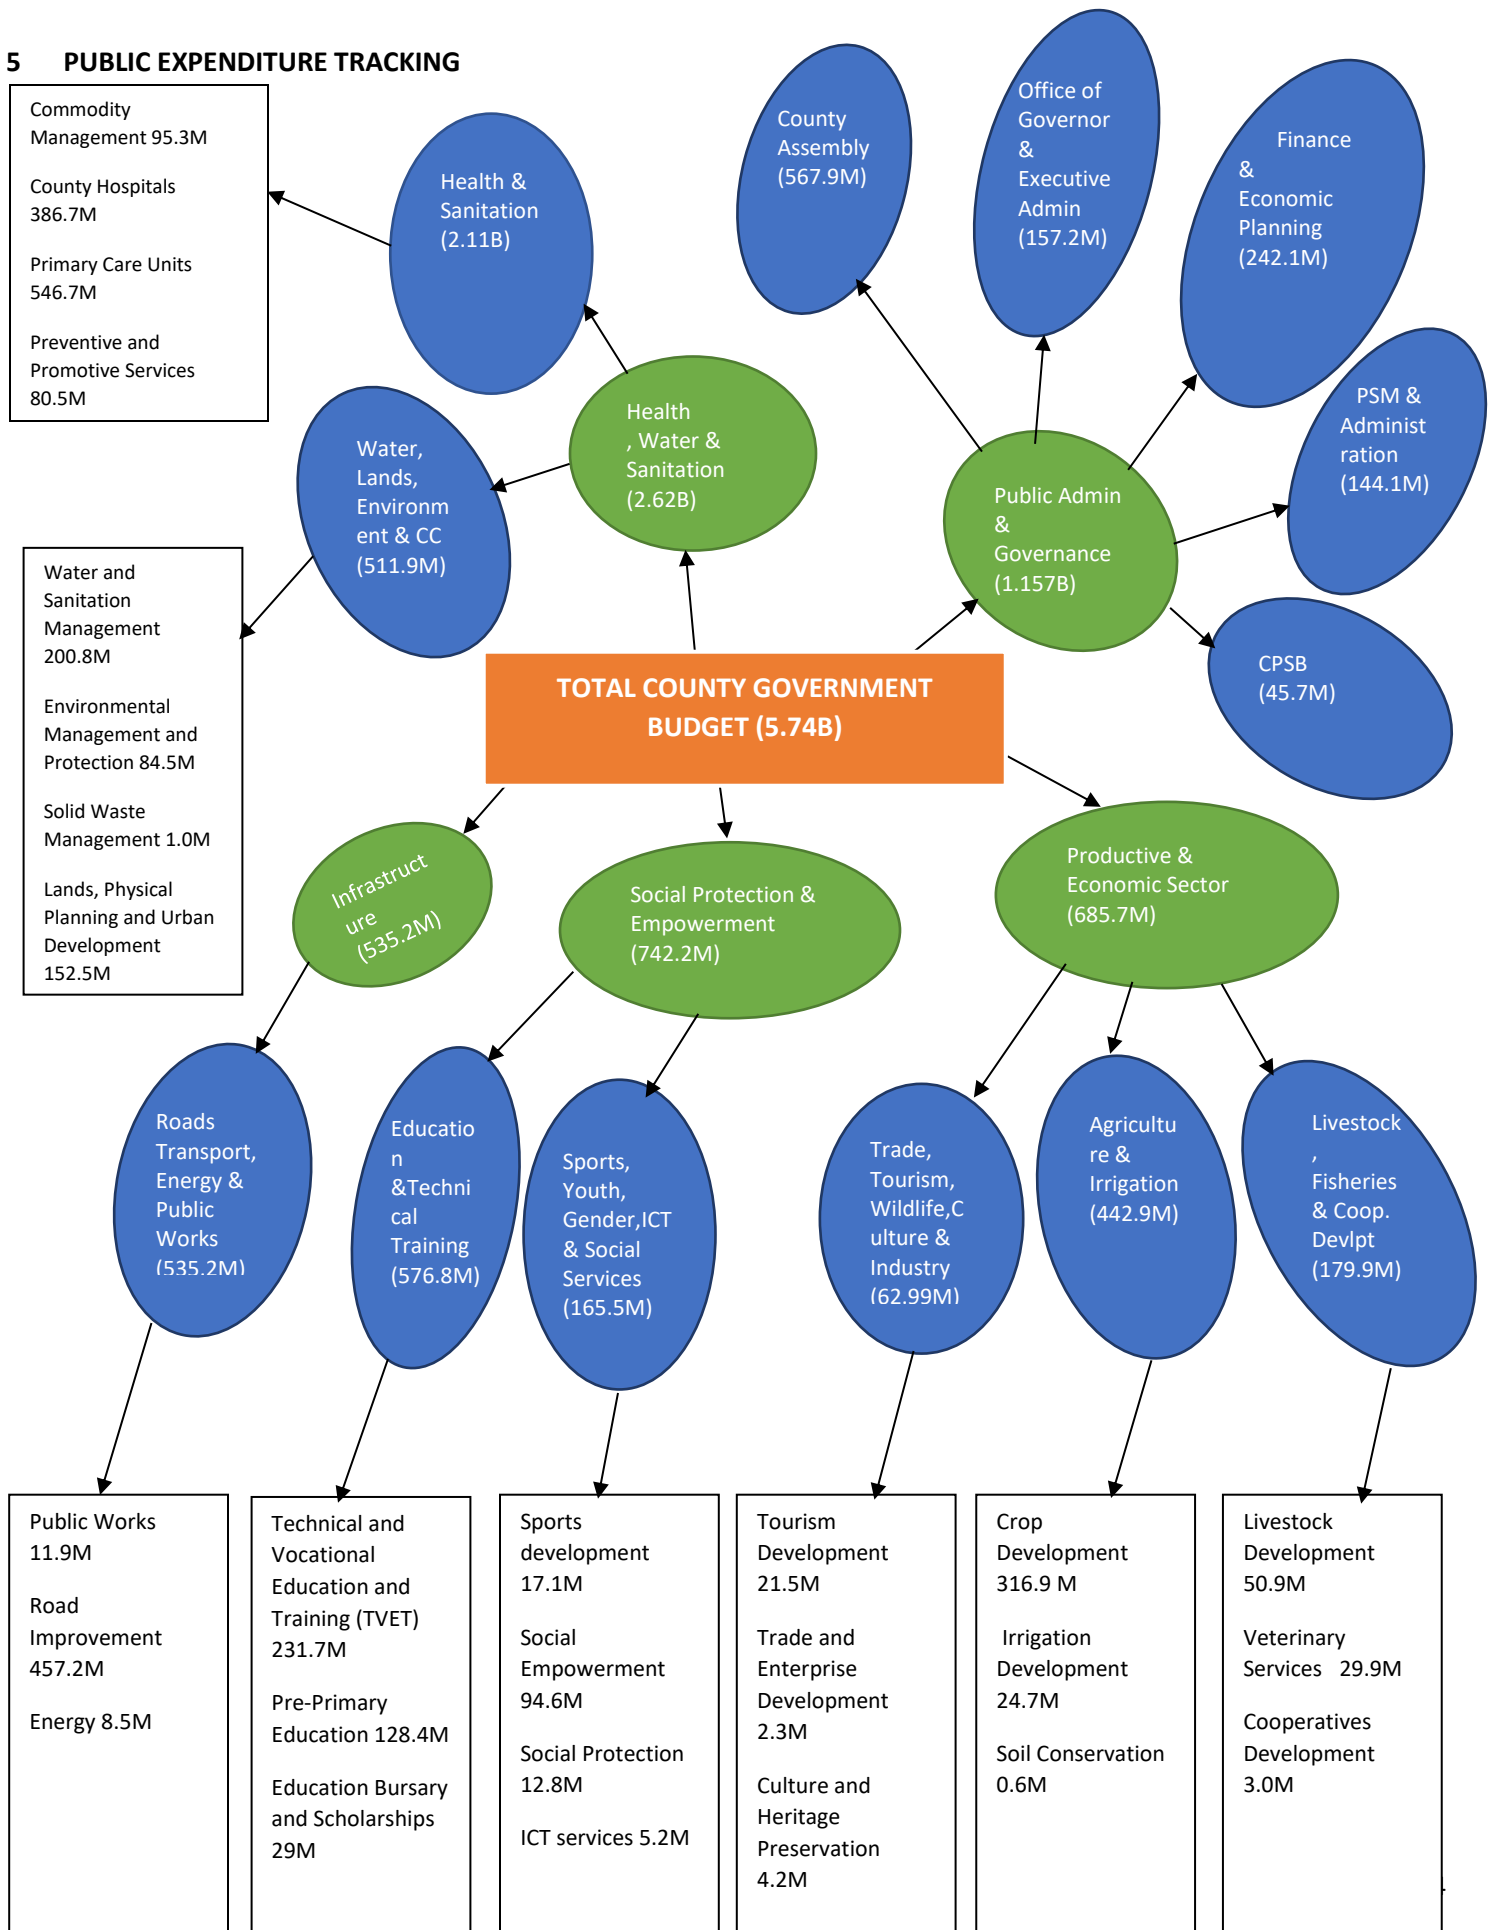 5 PUBLIC EXPENDITURE TRACKING
Commodity
Management 95.3M
County Hospitals
386.7M
Primary Care Units
546.7M
Preventive and
Promotive Services
80.5M
Health &
Sanitation
(2.11B)
County
Assembly
(567.9M)
Office of
Governor
&
Executive
Admin
(157.2M)
Finance
&
Economic
Planning
(242.1M)
PSM &
Administ
ration
(144.1M)
Health
, Water &
Sanitation
(2.62B)
Water,
Lands,
Environm
ent & CC
(511.9M)
Public Admin
&
Governance
(1.157B)
CPSB
(45.7M)
Water and
Sanitation
Management
200.8M
Environmental
Management and
Protection 84.5M
Solid Waste
Management 1.0M
Lands, Physical
Planning and Urban
Development
152.5M
TOTAL COUNTY GOVERNMENT
BUDGET (5.74B)
Infrastruct
ure
(535.2M)
Social Protection &
Empowerment
(742.2M)
Productive &
Economic Sector
(685.7M)
Roads
Transport,
Energy &
Public
Works
(535.2M)
Educatio
n
&Techni
cal
Training
(576.8M)
Sports,
Youth,
Gender,ICT
& Social
Services
(165.5M)
Trade,
Tourism,
Wildlife,C
ulture &
Industry
(62.99M)
Agricultu
re &
Irrigation
(442.9M)
Livestock
,
Fisheries
& Coop.
Devlpt
(179.9M)
Public Works
11.9M
Road
Improvement
457.2M
Energy 8.5M
Technical and
Vocational
Education and
Training (TVET)
231.7M
Pre-Primary
Education 128.4M
Education Bursary
and Scholarships
29M
Sports
development
17.1M
Social
Empowerment
94.6M
Social Protection
12.8M
ICT services 5.2M
Tourism
Development
21.5M
Trade and
Enterprise
Development
2.3M
Culture and
Heritage
Preservation
4.2M
Crop
Development
316.9 M
Irrigation
Development
24.7M
Soil Conservation
0.6M
Livestock
Development
50.9M
Veterinary
Services 29.9M
Cooperatives
Development
3.0M